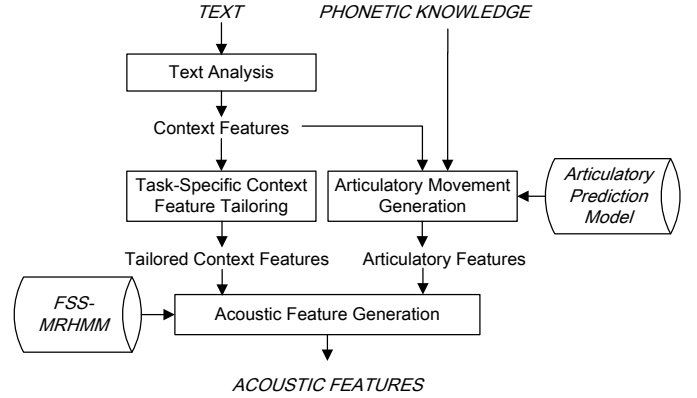 TEXT
PHONETIC KNOWLEDGE
Text Analysis
Context Features
Task-Specific Context
Feature Tailoring
Articulatory Movement
Generation
Articulatory
Prediction
Model
Tailored Context Features
Articulatory Features
FSS-
MRHMM
Acoustic Feature Generation
ACOUSTIC FEATURES